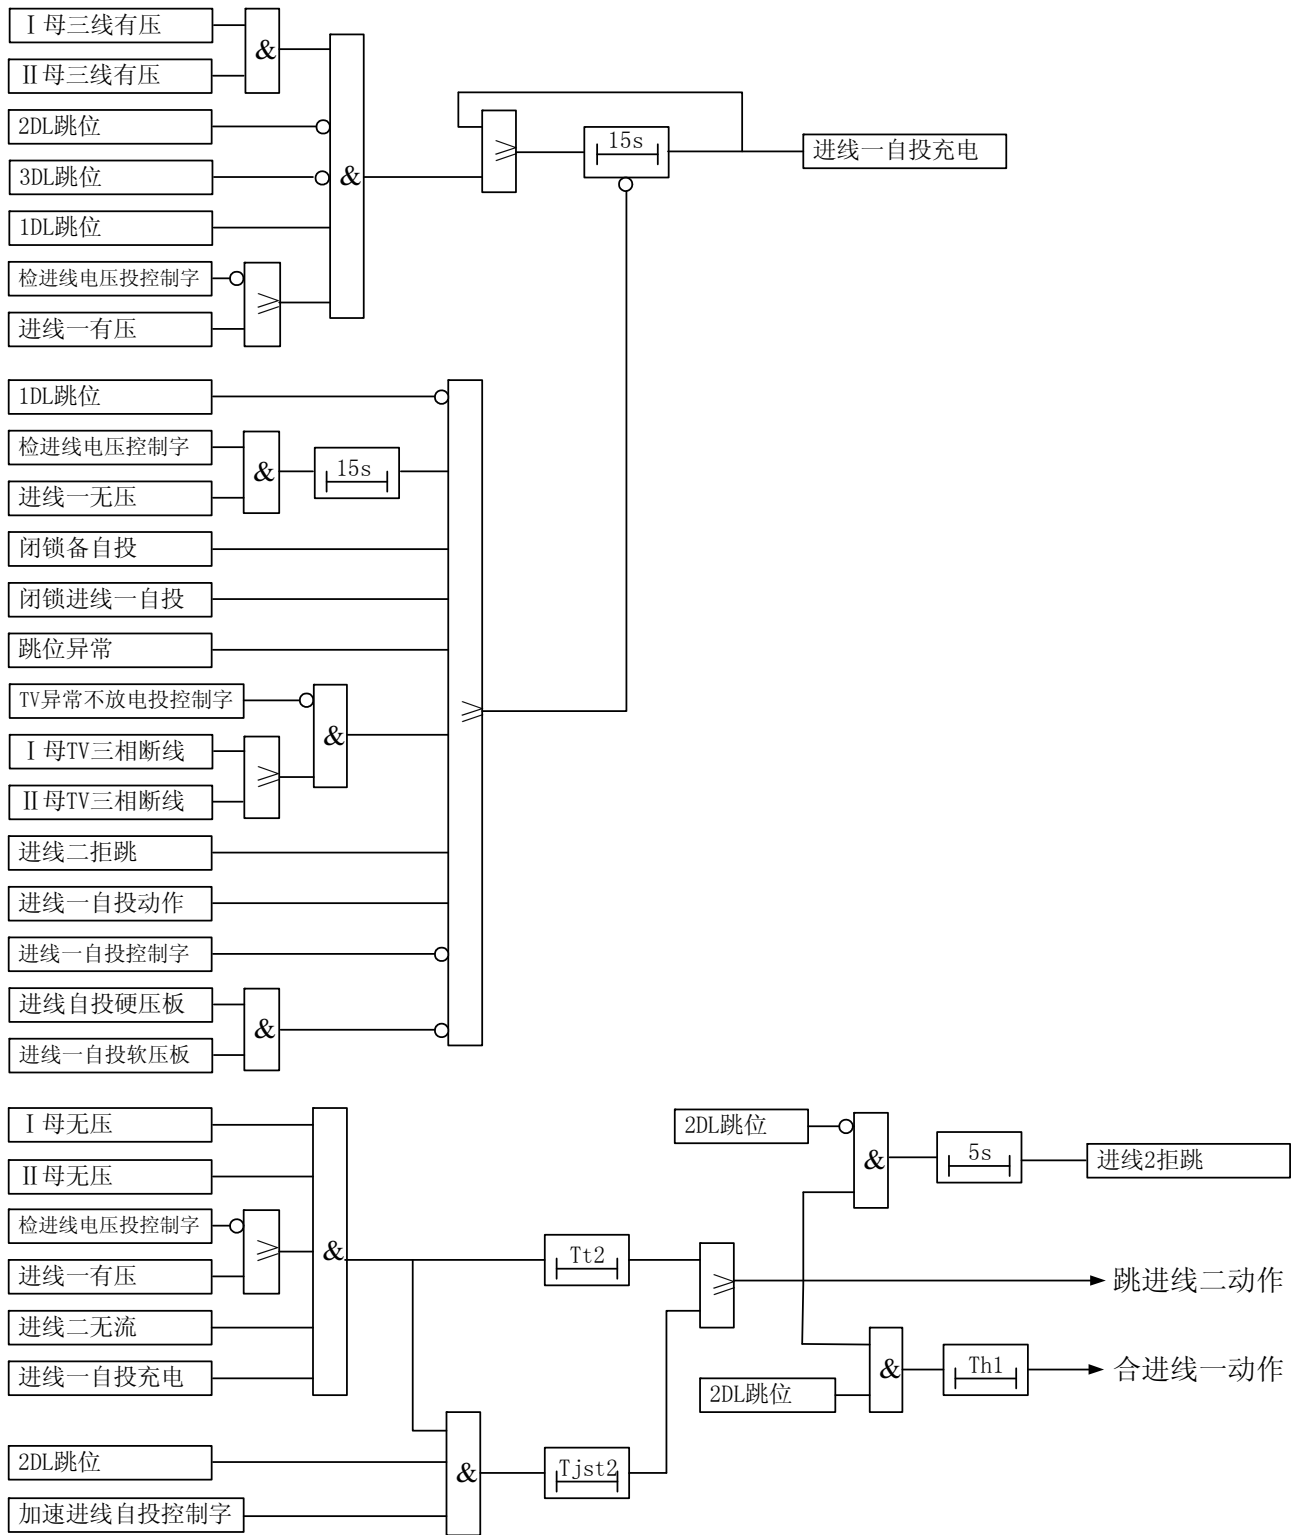 Ⅰ母三线有压
&
Ⅱ母三线有压
2DL跳位
3DL跳位
&
1DL跳位
检进线电压投控制字
≥
进线一有压
≥
15s
进线一自投充电
1DL跳位
检进线电压控制字
&
15s
进线一无压
闭锁备自投
闭锁进线一自投
跳位异常
TV异常不放电投控制字
&
≥
Ⅰ母TV三相断线
≥
Ⅱ母TV三相断线
进线二拒跳
进线一自投动作
进线一自投控制字
进线自投硬压板
&
进线一自投软压板
Ⅰ母无压
Ⅱ母无压
检进线电压投控制字
≥
&
进线一有压
进线二无流
进线一自投充电
2DL跳位
&
加速进线自投控制字
Tt2
Tjst2
≥
2DL跳位
&
5s
进线2拒跳
跳进线二动作
2DL跳位
&
Th1
合进线一动作